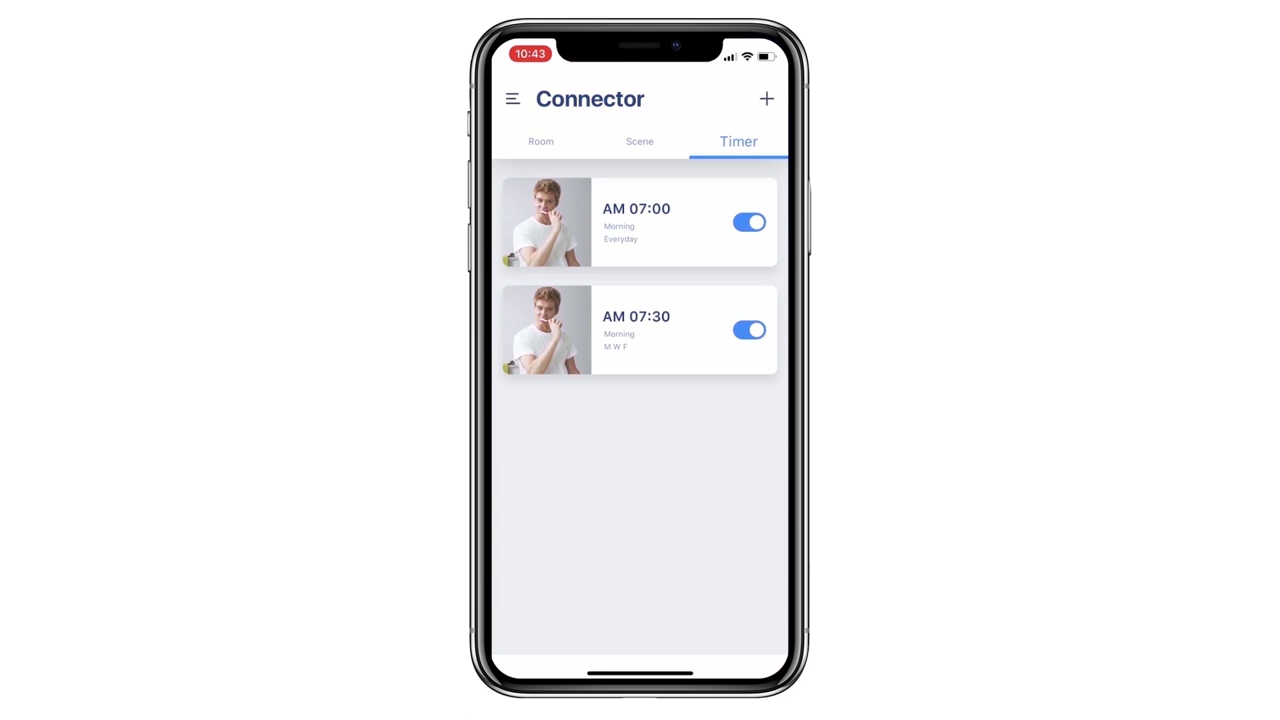 10:43
Connector
Room Scene Timer
AM 07:00
Morning
Everyday
AM 07:30
Morning
M W F